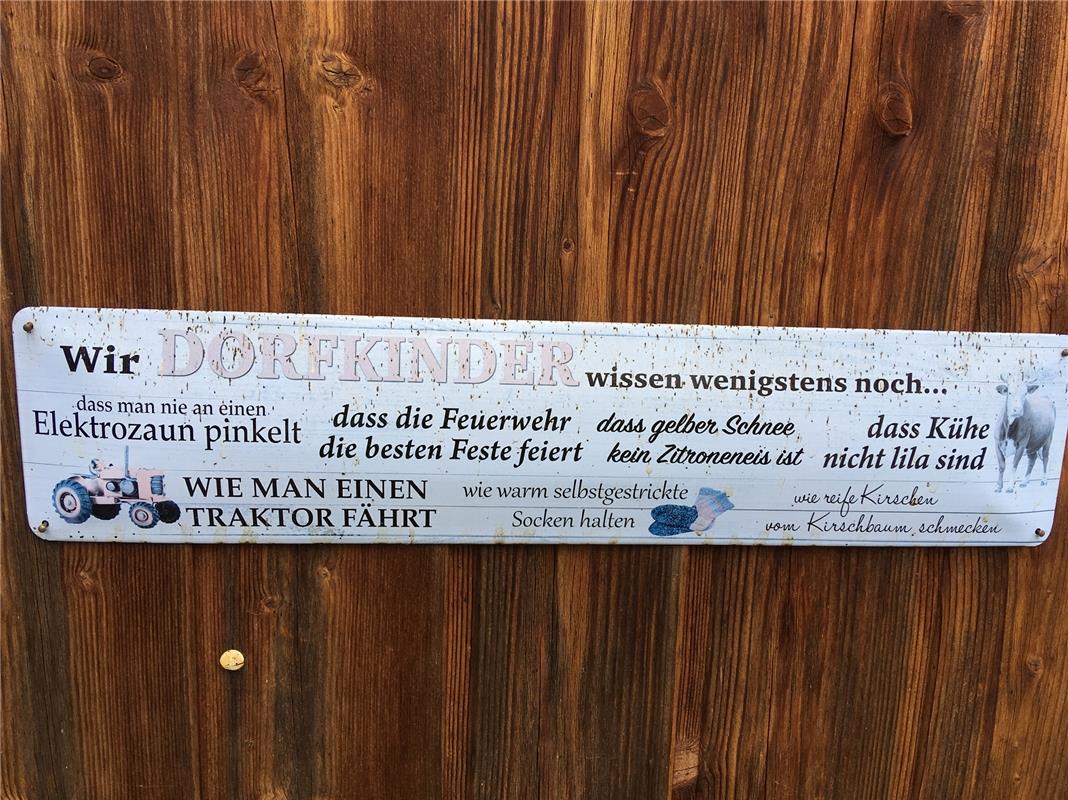 Wir DORFKINDER wissen wenigstens noch...
dass man nie an einen
Elektrozaun pinkelt
dass die Feuerwehr
die besten Feste feiert
dass gelber Schnee
kein Zitroneneis ist
dass Kühe
nicht lila sind
WIE MAN EINEN
TRAKTOR FÄHRT
wie warm selbstgestrickte
Socken halten
wie reife Kirschen
vom Kirschbaum schmecken